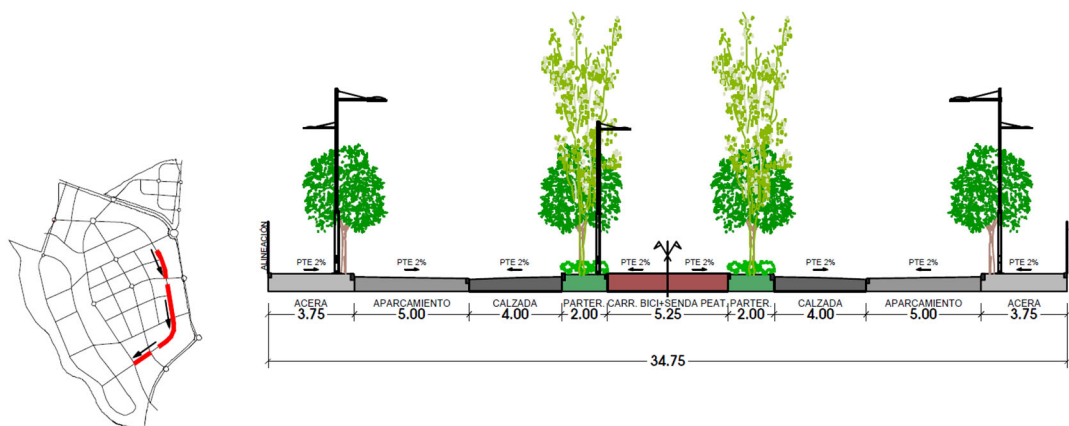 ALINEACIÓN
PTE 2% PTE 2% PTE 2% PTE 2% PTE 2% PTE 2% PTE 2% PTE 2%
ACERA APARCAMIENTO CALZADA PARTER. CARR. BICI+SENDA PEAT. PARTER. CALZADA APARCAMIENTO ACERA
3.75 5.00 4.00 2.00 5.25 2.00 4.00 5.00 3.75
34.75